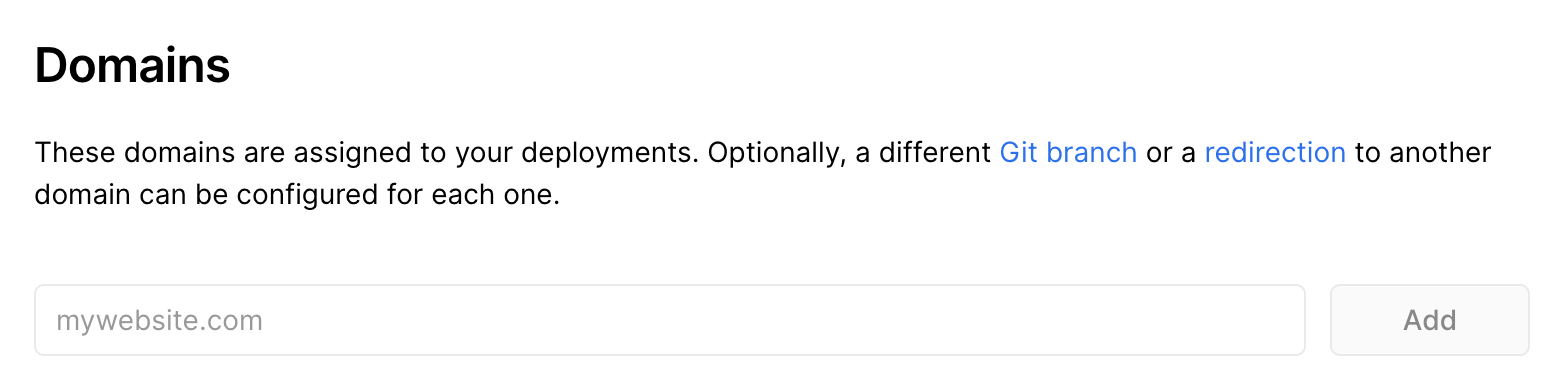 Domains
These domains are assigned to your deployments. Optionally, a different Git branch or a redirection to another
domain can be configured for each one.
mywebsite.com
Add